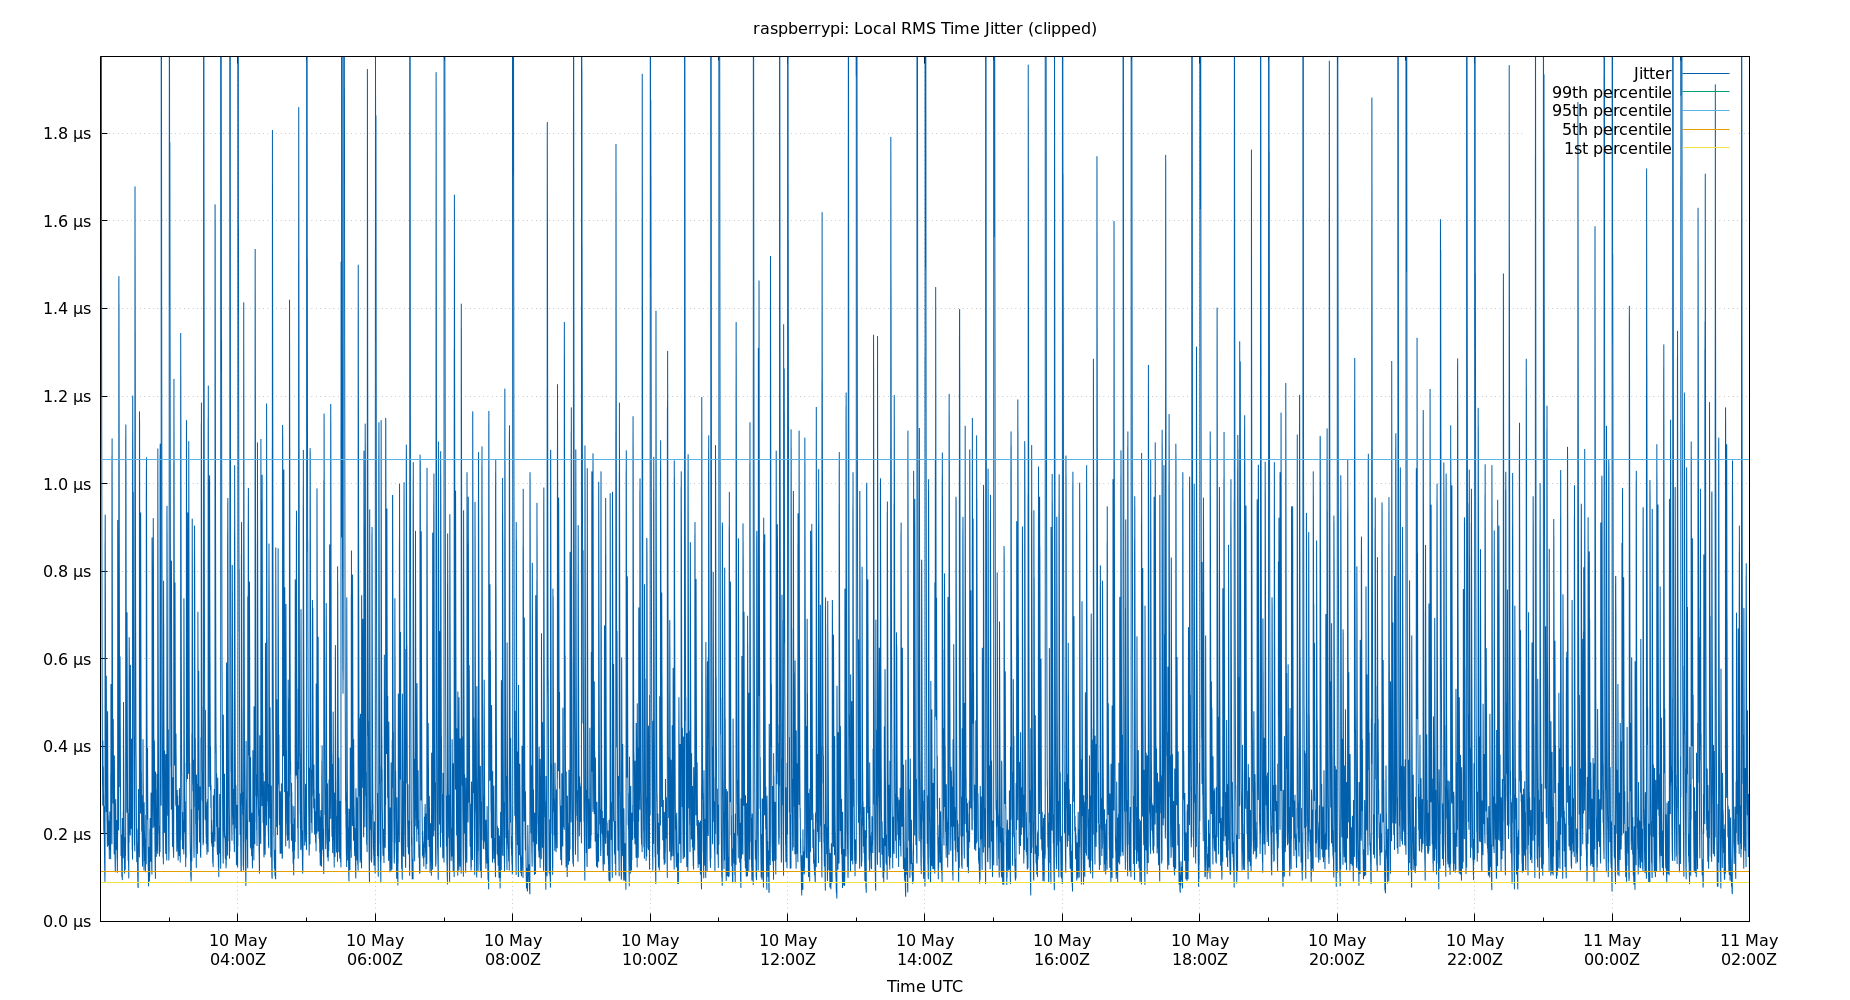 raspberrypi: Local RMS Time Jitter (clipped)
Jitter
99th percentile
95th percentile
5th percentile
1st percentile
1.8 µs
1.6 µs
1.4 µs
1.2 µs
1.0 µs
0.8 µs
0.6 µs
0.4 µs
0.2 µs
0.0 µs
10 May 10 May 10 May 10 May 10 May 10 May 10 May 10 May 10 May 10 May 11 May 11 May
04:00Z 06:00Z 08:00Z 10:00Z 12:00Z 14:00Z 16:00Z 18:00Z 20:00Z 22:00Z 00:00Z 02:00Z
Time UTC